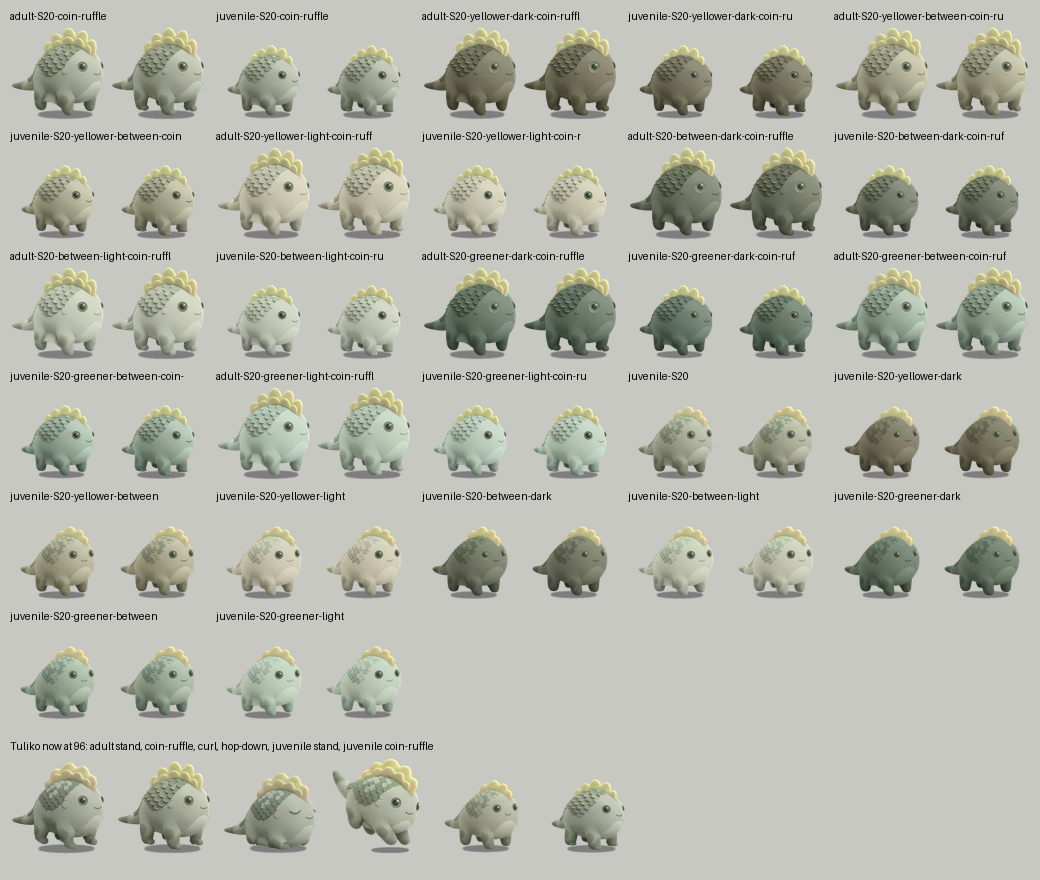 adult-S20-coin-ruffle
juvenile-S20-coin-ruffle
adult-S20-yellower-dark-coin-ruffl
juvenile-S20-yellower-dark-coin-ru
adult-S20-yellower-between-coin-ru
juvenile-S20-yellower-between-coin
adult-S20-yellower-light-coin-ruff
juvenile-S20-yellower-light-coin-r
adult-S20-between-dark-coin-ruffle
juvenile-S20-between-dark-coin-ruf
adult-S20-between-light-coin-ruffl
juvenile-S20-between-light-coin-ru
adult-S20-greener-dark-coin-ruffle
juvenile-S20-greener-dark-coin-ruf
adult-S20-greener-between-coin-ruf
juvenile-S20-greener-between-coin-
adult-S20-greener-light-coin-ruffl
juvenile-S20-greener-light-coin-ru
juvenile-S20
juvenile-S20-yellower-dark
juvenile-S20-yellower-between
juvenile-S20-yellower-light
juvenile-S20-between-dark
juvenile-S20-between-light
juvenile-S20-greener-dark
juvenile-S20-greener-between
juvenile-S20-greener-light
Tuliko now at 96: adult stand, coin-ruffle, curl, hop-down, juvenile stand, juvenile coin-ruffle